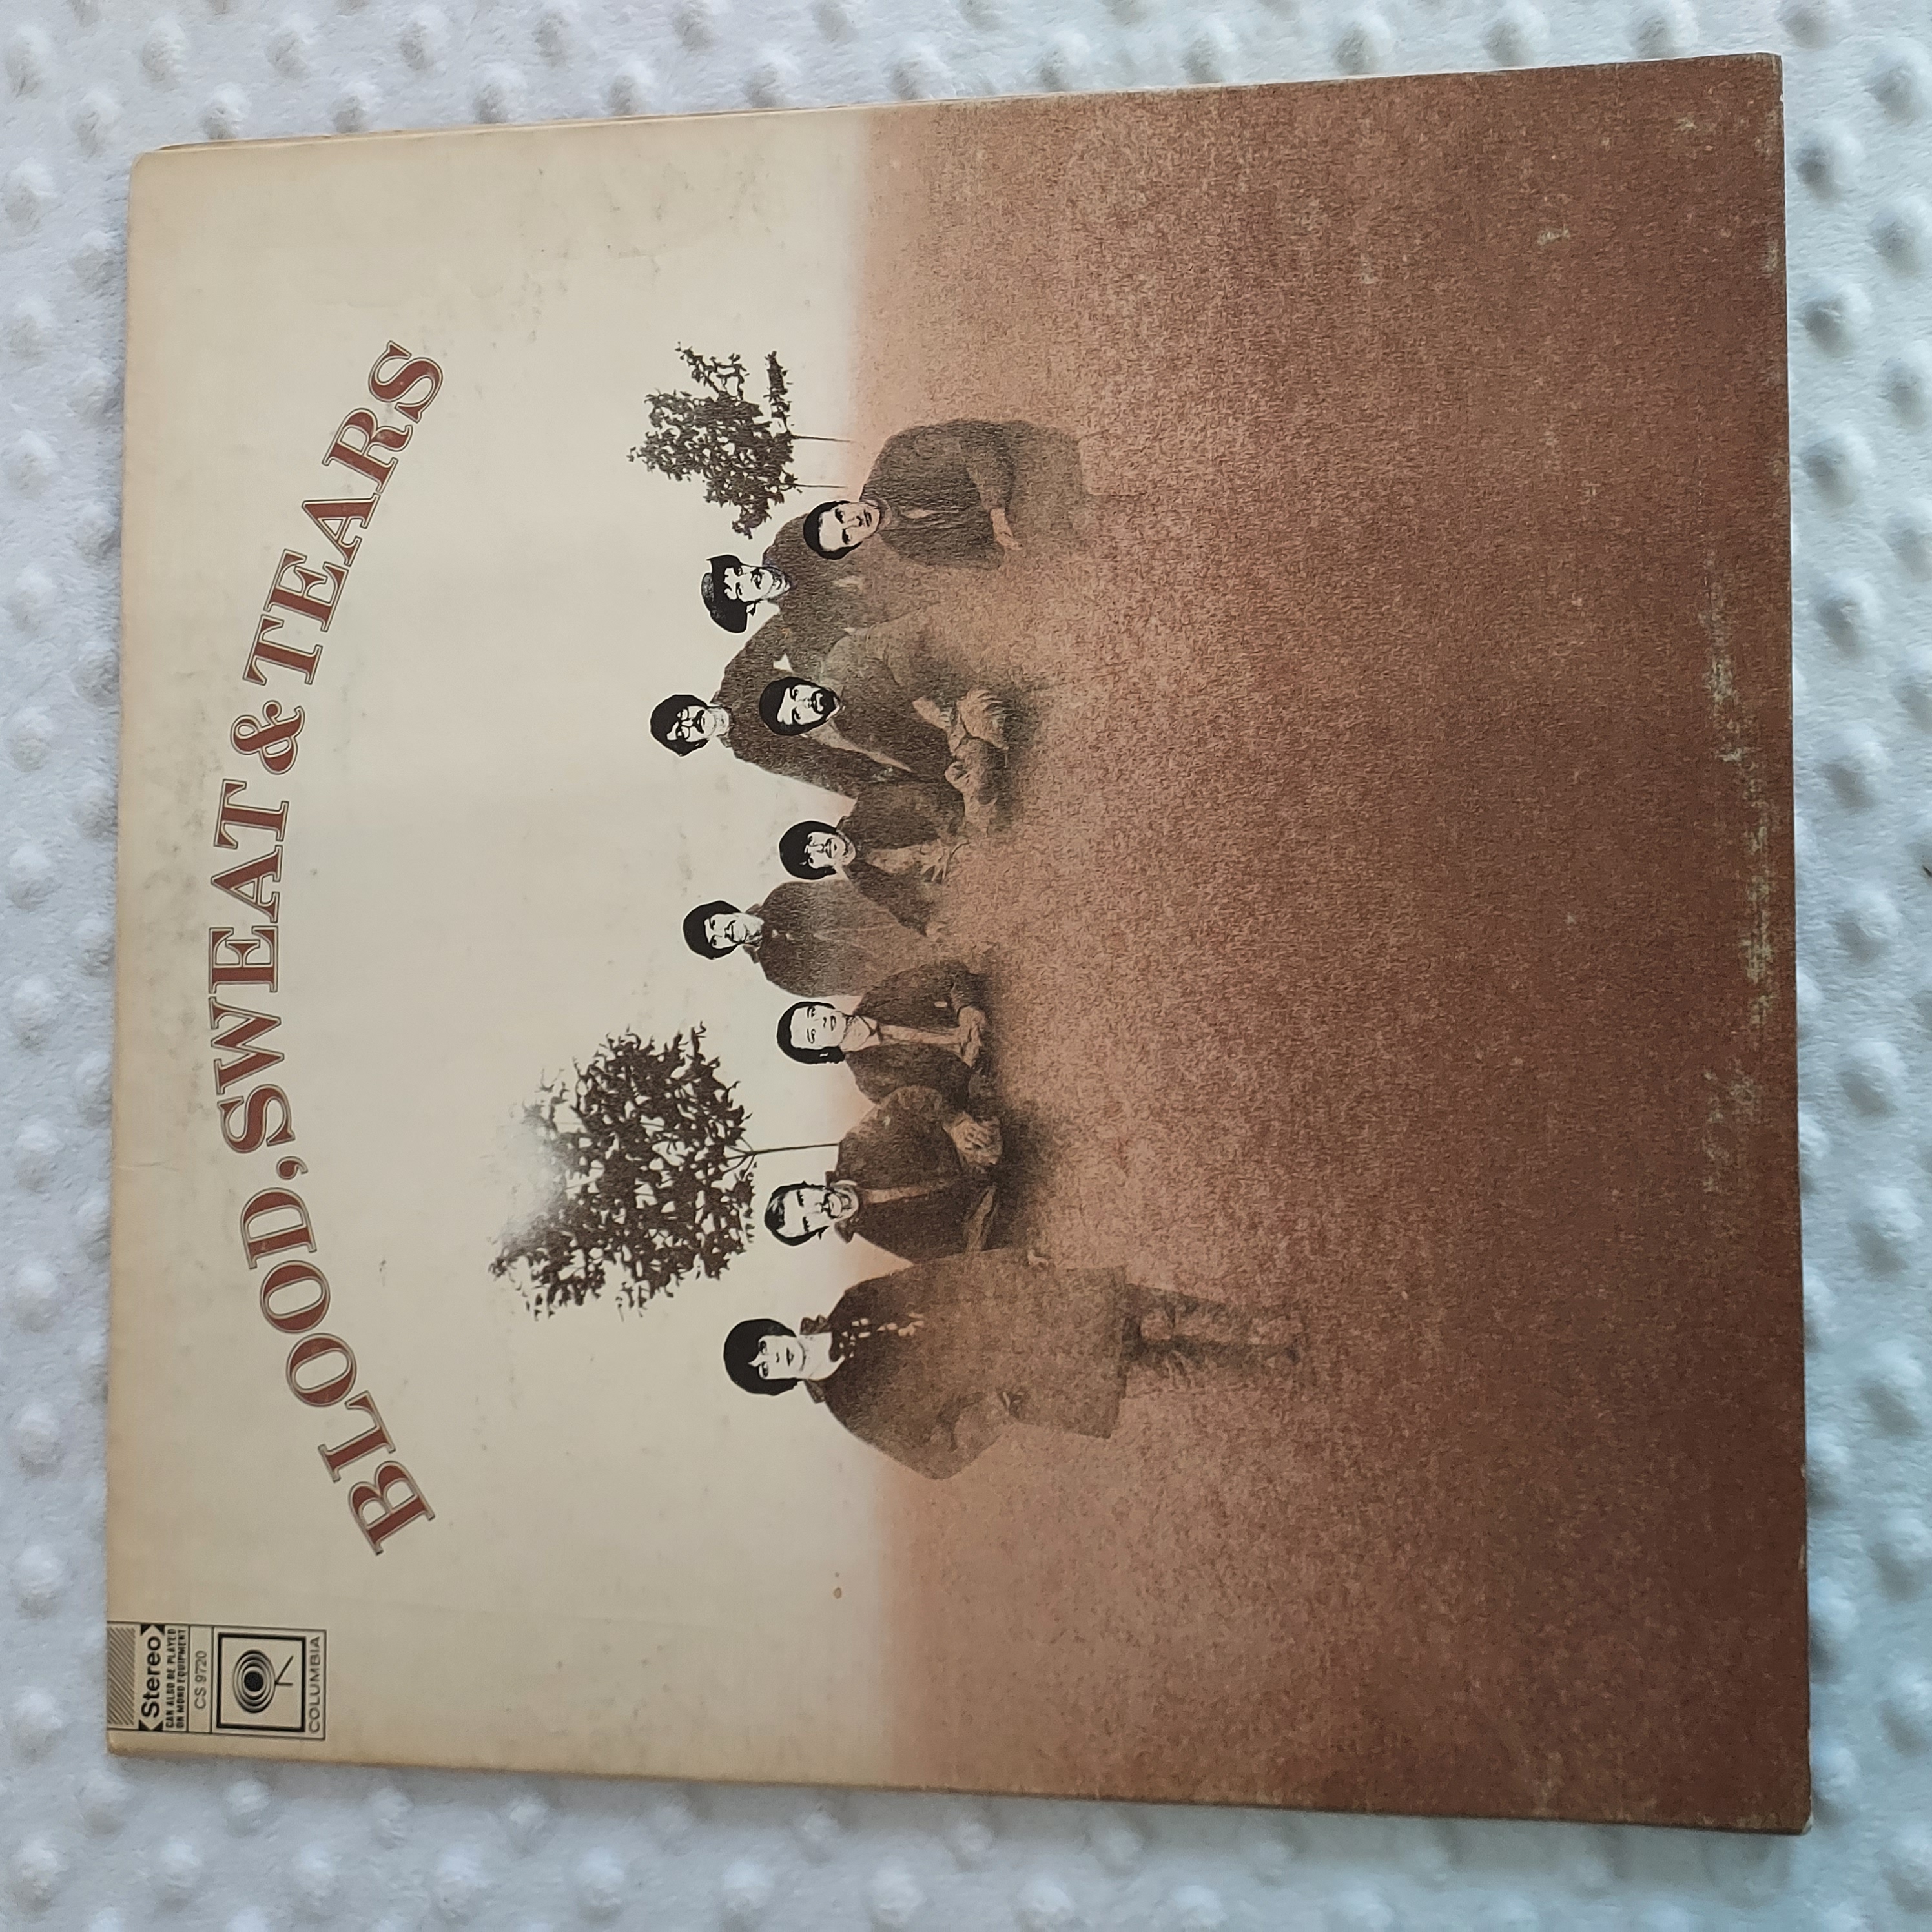 Stereo
CAN ALSO BE PLAYED
ON MONO EQUIPMENT
CS 9720
COLUMBIA
BLOOD, SWEAT & TEARS